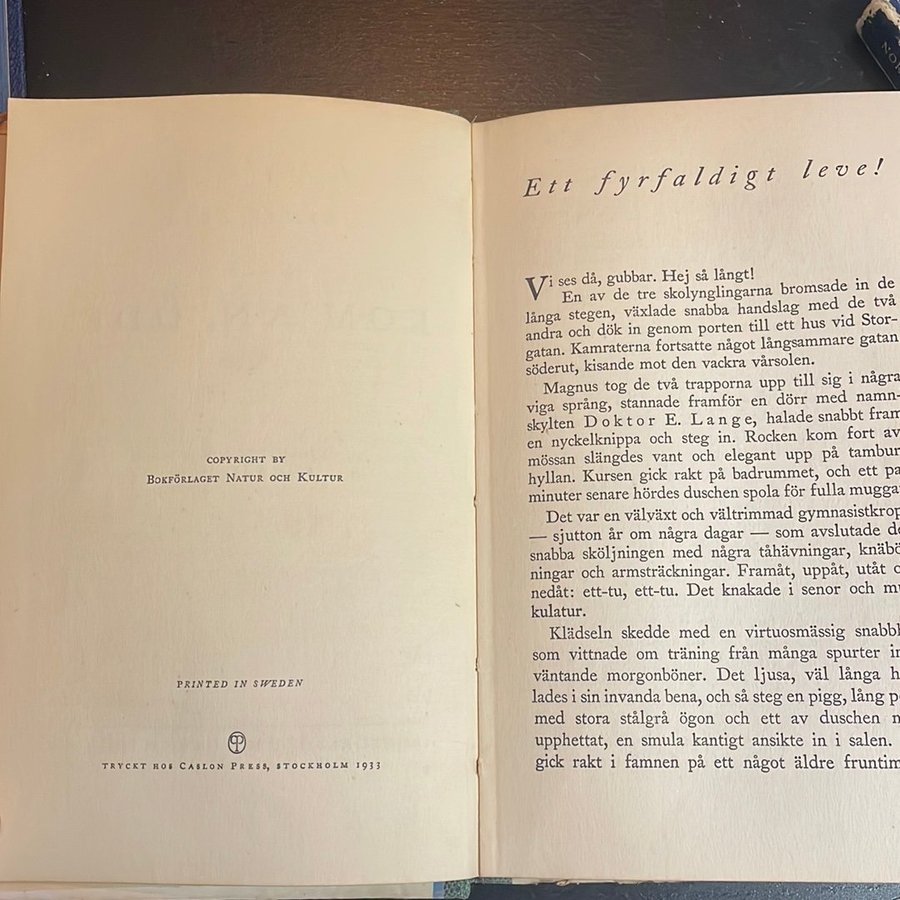 COPYRIGHT BY
BOKFÖRLAGET NATUR OCH KULTUR
PRINTED IN SWEDEN
TRYCKT HOS CASLON PRESS, STOCKHOLM 1933
Ett fyrfaldigt leve!
Vi ses då, gubbar. Hej så långt!
En av de tre skolynglingarna bromsade in de
långa stegen, växlade snabba handslag med de två
andra och dök in genom porten till ett hus vid Stor-
gatan. Kamraterna fortsatte något långsammare gatan
söderut, kisande mot den vackra vårsolen.
Magnus tog de två trapporna upp till sig i några
viga språng, stannade framför en dörr med namn-
skylten Doktor E. Lange, halade snabbt fram
en nyckelknippa och steg in. Rocken kom fort av
mössan slängdes vant och elegant upp på tambur
hyllan. Kursen gick rakt på badrummet, och ett pa
minuter senare hördes duschen spola för fulla mugga
Det var en välväxt och vältrimmad gymnasistkrop
— sjutton år om några dagar — som avslutade de
snabba sköljningen med några tåhävningar, knäbö
ningar och armsträckningar. Framåt, uppåt, utåt o
nedåt: ett-tu, ett-tu. Det knakade i senor och mu
kulatur.
Klädseln skedde med en virtuosmässig snabbh
som vittnade om träning från många spurter in
väntande morgonböner. Det ljusa, väl långa h
lades i sin invanda bena, och så steg en pigg, lång p
med stora stålgrå ögon och ett av duschen n
upphettat, en smula kantigt ansikte in i salen.
gick rakt i famnen på ett något äldre fruntim